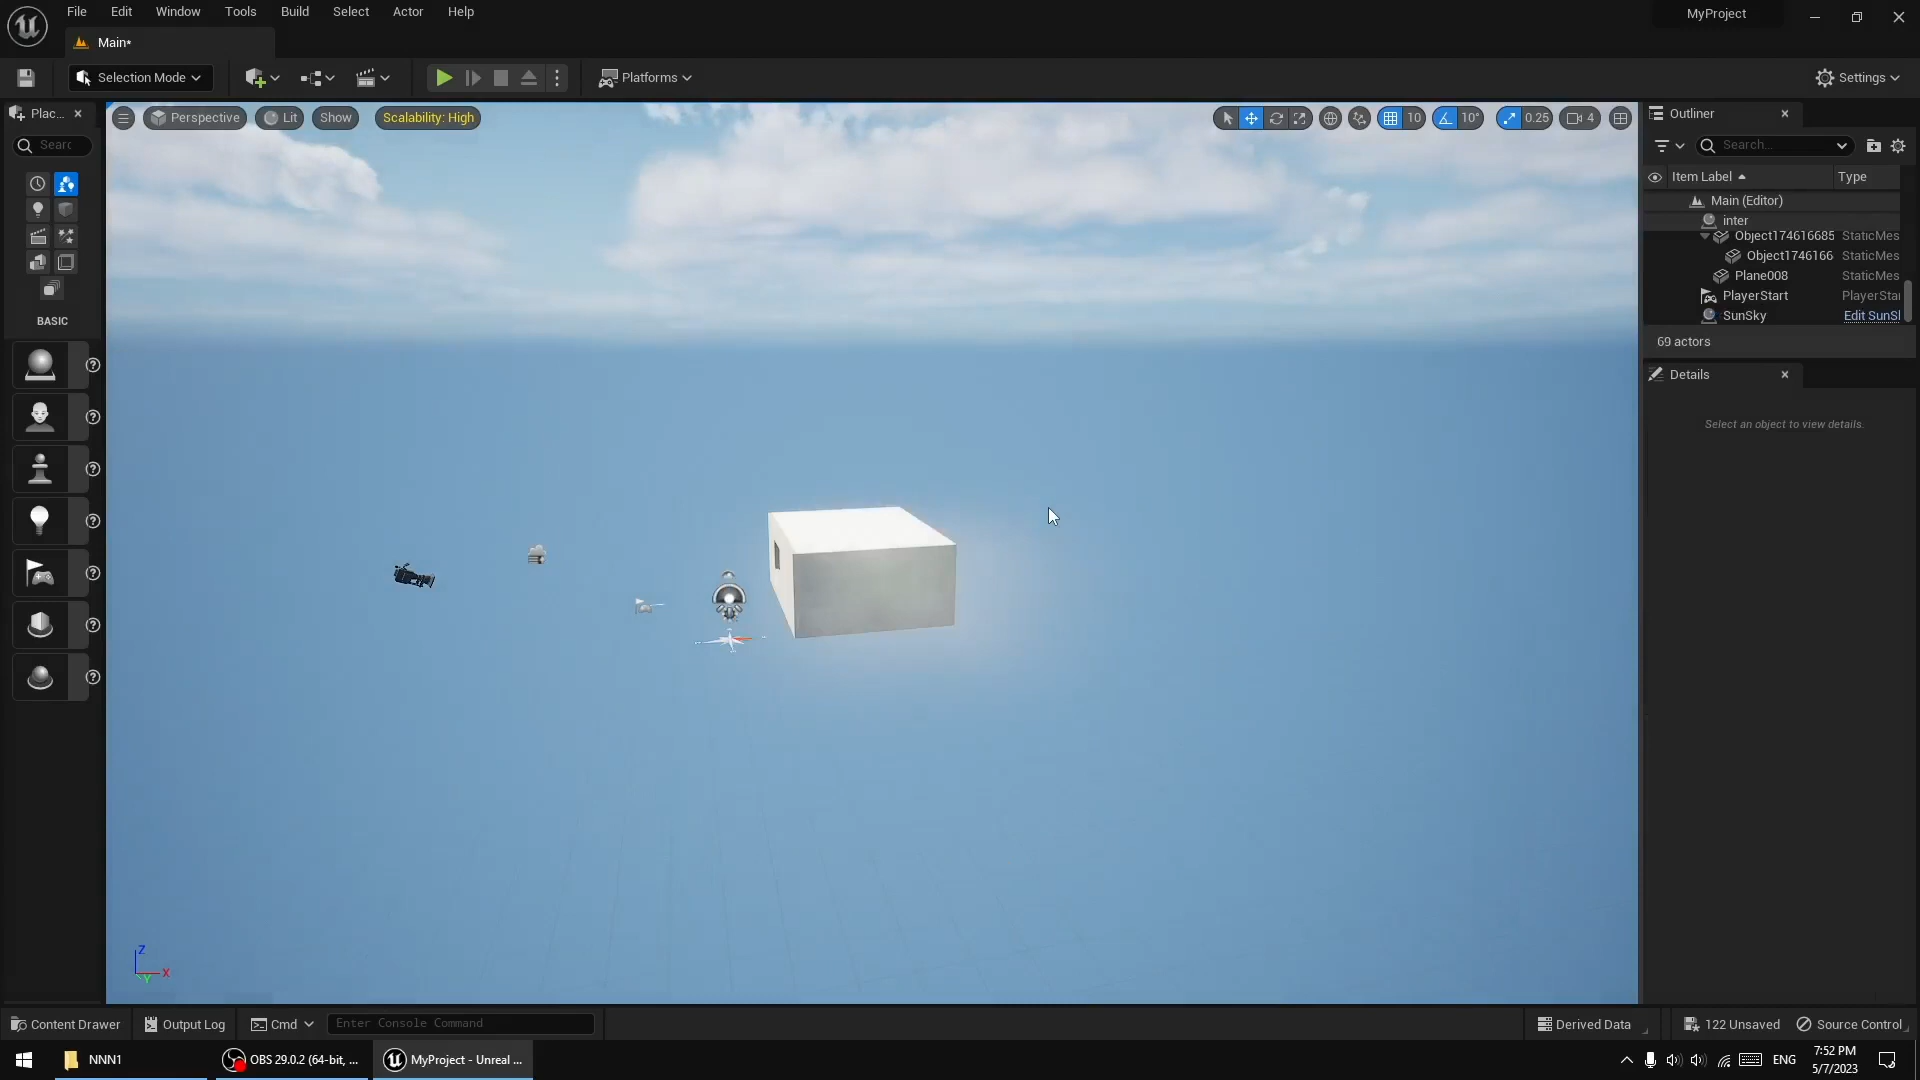 File Edit Window Tools Build Select Actor Help
MyProject
Main*
Selection Mode
Platforms
Settings
Plac...
Perspective Lit Show Scalability: High
10 10° 0.25 4
Outliner
Searc
Search...
Item Label Type
Main (Editor)
inter
Object174616685 StaticMes
Object1746166 StaticMes
Plane008 StaticMes
PlayerStart PlayerSta
SunSky Edit SunSl
69 actors
BASIC
Details
Select an object to view details.
Z
X
Y
Content Drawer Output Log Cmd Enter Console Command Derived Data 122 Unsaved Source Control
NNN1 OBS 29.0.2 (64-bit, ... MyProject - Unreal ... ENG 7:52 PM
5/7/2023